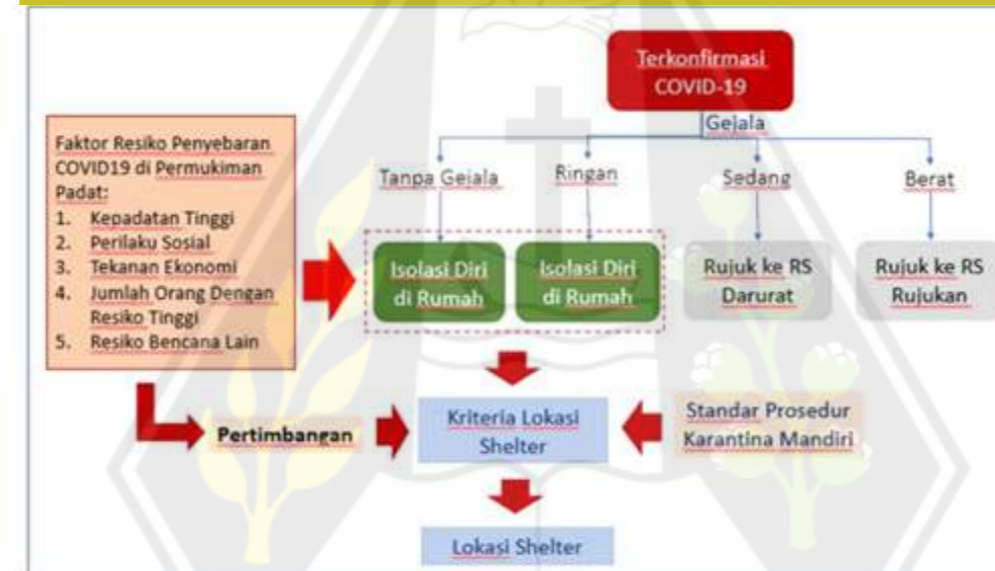 Terkonfirmasi
COVID-19
Gejala
Tanpa Gejala
Ringan
Sedang
Berat
Faktor Resiko Penyebaran
COVID19 di Permukiman
Padat:
1. Kepadatan Tinggi
2. Perilaku Sosial
3. Tekanan Ekonomi
4. Jumlah Orang Dengan
Resiko Tinggi
5. Resiko Bencana Lain
Isolasi Diri
di Rumah
Isolasi Diri
di Rumah
Rujuk ke RS
Darurat
Rujuk ke RS
Rujukan
Pertimbangan
Kriteria Lokasi
Shelter
Standar Prosedur
Karantina Mandiri
Lokasi Shelter